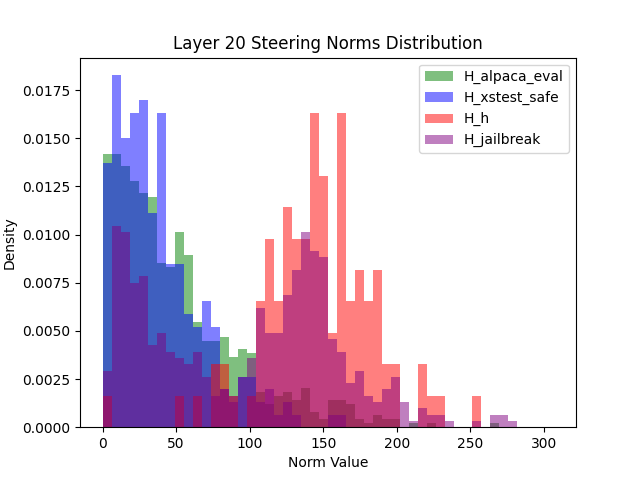 Layer 20 Steering Norms Distribution
H_alpaca_eval
H_xstest_safe
H_h
H_jailbreak
0.0175
0.0150
0.0125
0.0100
0.0075
0.0050
0.0025
0.0000
Density
0 50 100 150 200 250 300
Norm Value